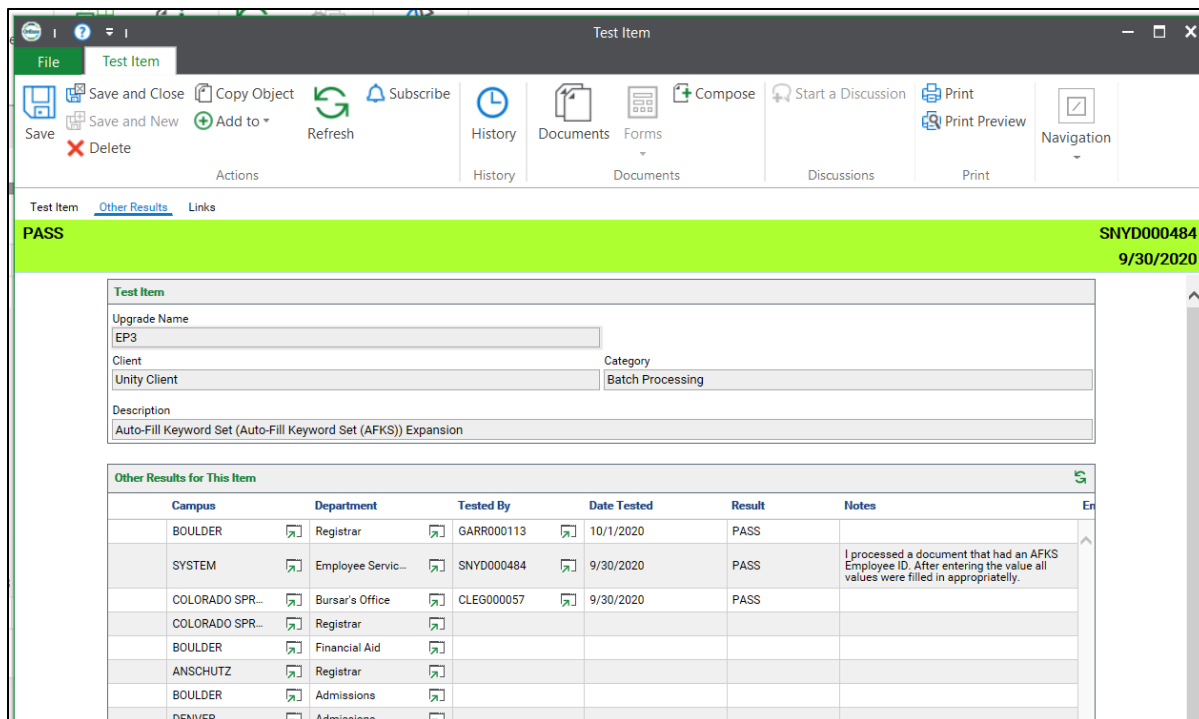 Test Item
File Test Item
Save and Close Copy Object Subscribe Compose Start a Discussion Print
Save and New Add to Print Preview
Save Refresh History Documents Forms Navigation
Delete
Actions History Documents Discussions Print
Test Item Other Results Links
PASS SNYD000484
9/30/2020
Test Item
Upgrade Name
EP3
Client Category
Unity Client Batch Processing
Description
Auto-Fill Keyword Set (Auto-Fill Keyword Set (AFKS)) Expansion
Other Results for This Item
Campus Department Tested By Date Tested Result Notes En
BOULDER Registrar GARR000113 10/1/2020 PASS
SYSTEM Employee Servic... SNYD000484 9/30/2020 PASS I processed a document that had an AFKS
Employee ID. After entering the value all
values were filled in appropriatelly.
COLORADO SPR... Bursar's Office CLEG000057 9/30/2020 PASS
COLORADO SPR... Registrar
BOULDER Financial Aid
ANSCHUTZ Registrar
BOULDER Admissions
DENVER Admissions